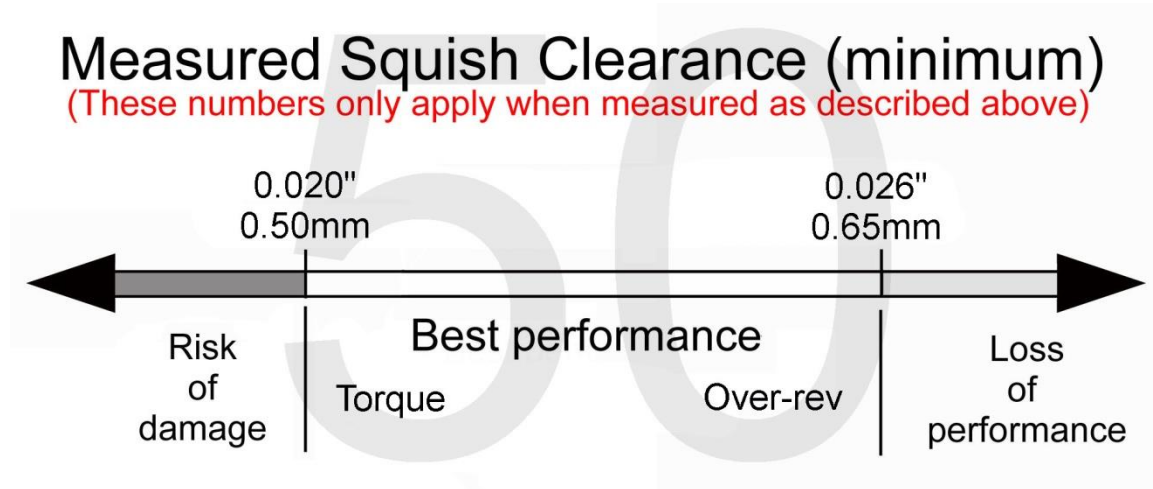 Measured Squish Clearance (minimum)
(These numbers only apply when measured as described above)
50
0.020" 0.026"
0.50mm 0.65mm
Best performance
Risk
of
damage
Torque
Over-rev
Loss
of
performance